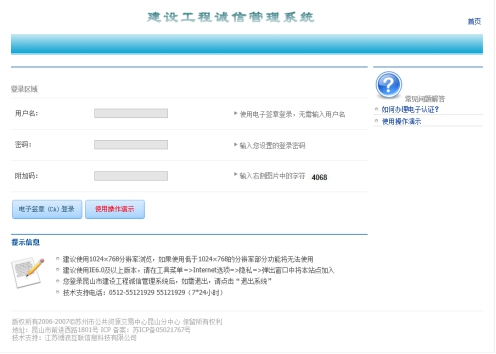 建设工程诚信管理系统
首页
登录区域
常见问题解答
如何办理电子认证?
使用操作演示
用户名:
使用电子签章登录,无需输入用户名
密码:
输入您设置的登录密码
附加码:
输入右侧图片中的字符 4068
电子签章 (CA) 登录
使用操作演示
提示信息
建议使用1024×768分辨率浏览,如果使用低于1024×768的分辨率部分功能将无法使用
建议使用IE6.0及以上版本,请在工具菜单=>Internet选项=>隐私=>弹出窗口中将本站点加入
您登录昆山市建设工程诚信管理系统后,如需退出,请点击“退出系统”
技术支持电话: 0512-55121929 55121929 (7*24小时)
版权所有2006-2007©苏州市公共资源交易中心昆山分中心 保留所有权利
地址: 昆山市前进西路1801号 ICP 备案: 苏ICP备05021767号
技术支持: 江苏博云互联信息科技有限公司